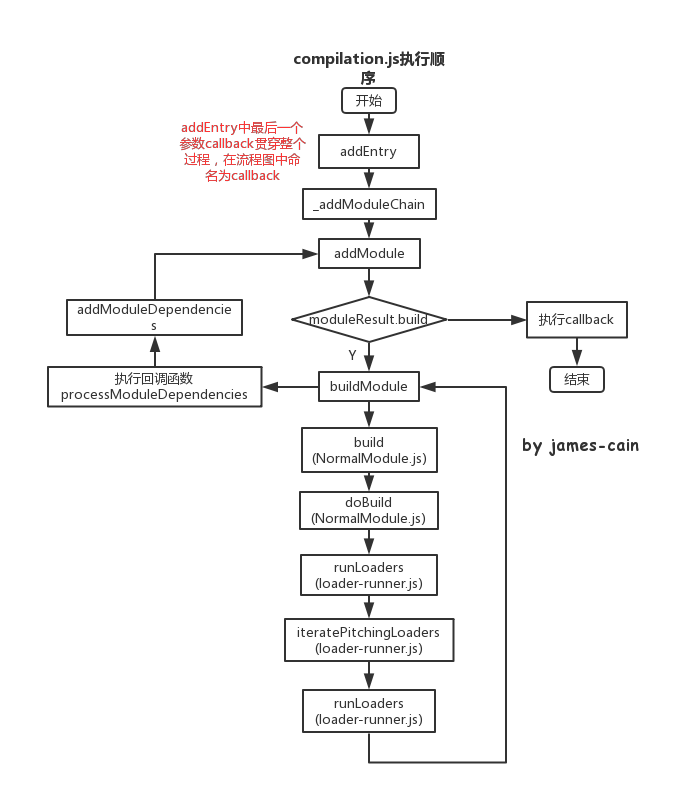 compilation.js执行顺
序
开始
addEntry中最后一个
参数callback贯穿整个
过程，在流程图中命
名为callback
addEntry
_addModuleChain
addModule
addModuleDependencie
s
moduleResult.build
执行callback
Y
结束
执行回调函数
processModuleDependencies
buildModule
build
(NormalModule.js)
by james-cain
doBuild
(NormalModule.js)
runLoaders
(loader-runner.js)
iteratePitchingLoaders
(loader-runner.js)
runLoaders
(loader-runner.js)